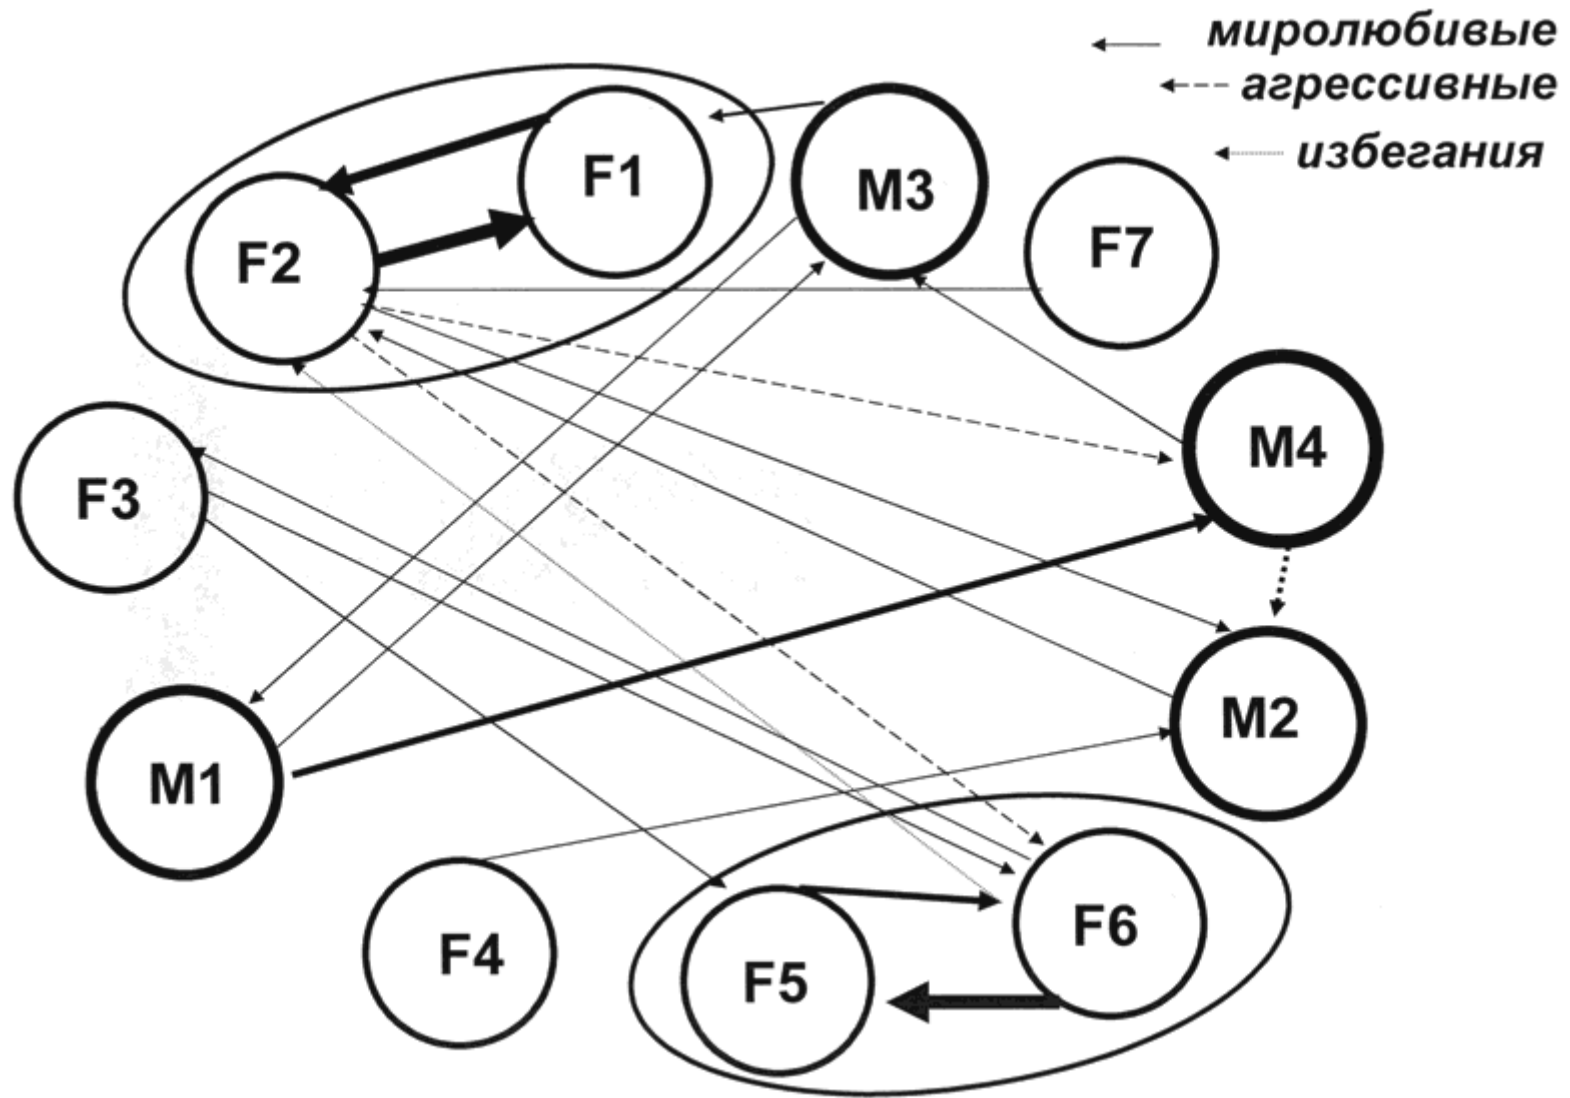 миролюбивые
агрессивные
избегания
F1
M3
F7
F2
M4
F3
M2
M1
F4
F5
F6